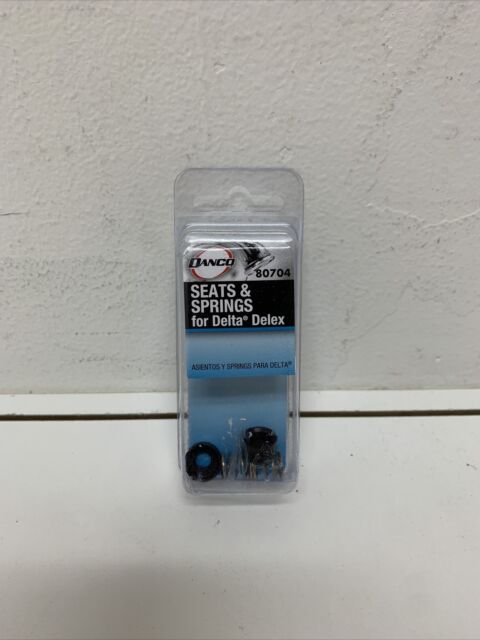 DANCO
80704
SEATS &
SPRINGS
for Delta® Delex
ASIENTOS Y SPRINGS PARA DELTA®